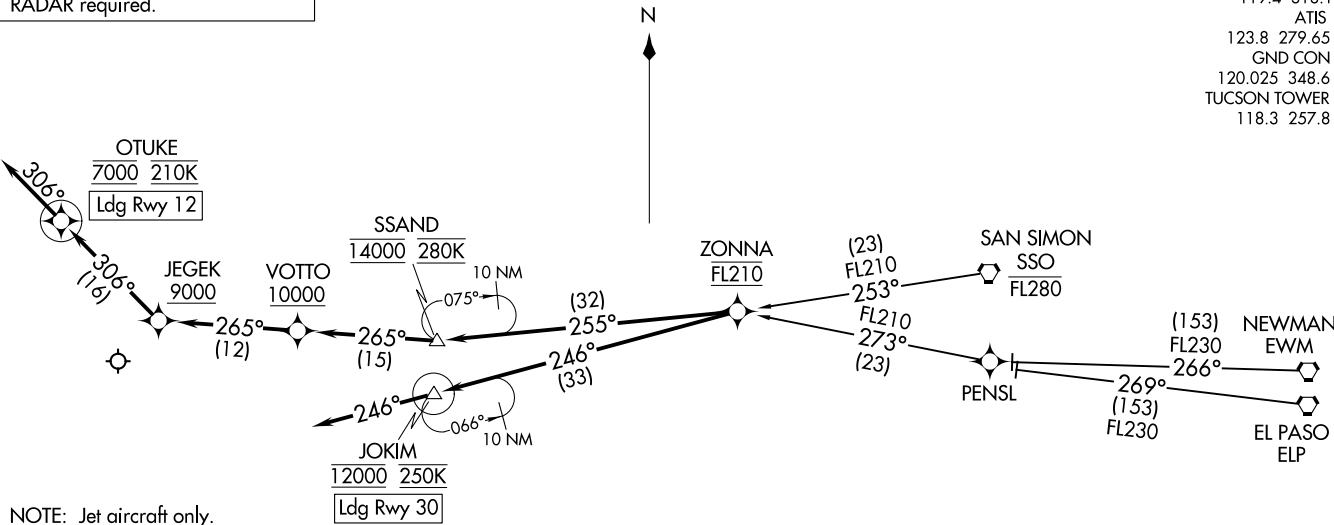 RADAR required.
N
ATIS
123.8 279.65
GND CON
120.025 348.6
TUCSON TOWER
118.3 257.8
OTUKE
7000 210K
Ldg Rwy 12
306°
306°
(16)
JEGEK
9000
VOTTO
10000
265°
(12)
265°
(15)
SSAND
14000 280K
10 NM
075°
(32)
255°
246°
(33)
ZONNA
FL210
(23)
FL210
253°
FL210
273°
(23)
SAN SIMON
SSO
FL280
PENSL
(153)
FL230
266°
NEWMAN
EWM
269°
(153)
FL230
EL PASO
ELP
246°
066°
10 NM
JOKIM
12000 250K
Ldg Rwy 30
NOTE: Jet aircraft only.